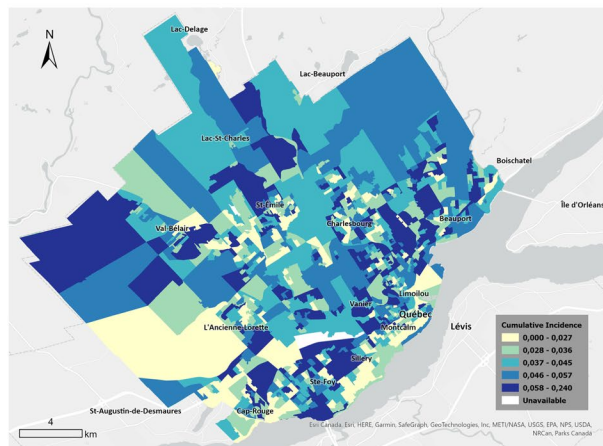 Lac-Delage
N
Lac-Beauport
Lac-St-Charles
Boischatel
Île d'Orléans
St-Émile
Charlesbourg
Beauport
Val-Bélair
Limoilou
Vanier
Québec
Lévis
L'Ancienne-Lorette
Montcalm
Sillery
Ste-Foy
St-Augustin-de-Desmaures
Cap-Rouge
Cumulative Incidence
0,000 - 0,027
0,028 - 0,036
0,037 - 0,045
0,046 - 0,057
0,058 - 0,240
Unavailable
4
km
Esri Canada, Esri, HERE, Garmin, SafeGraph, GeoTechnologies, Inc, METI/NASA, USGS, EPA, NPS, USDA,
NRCan, Parks Canada